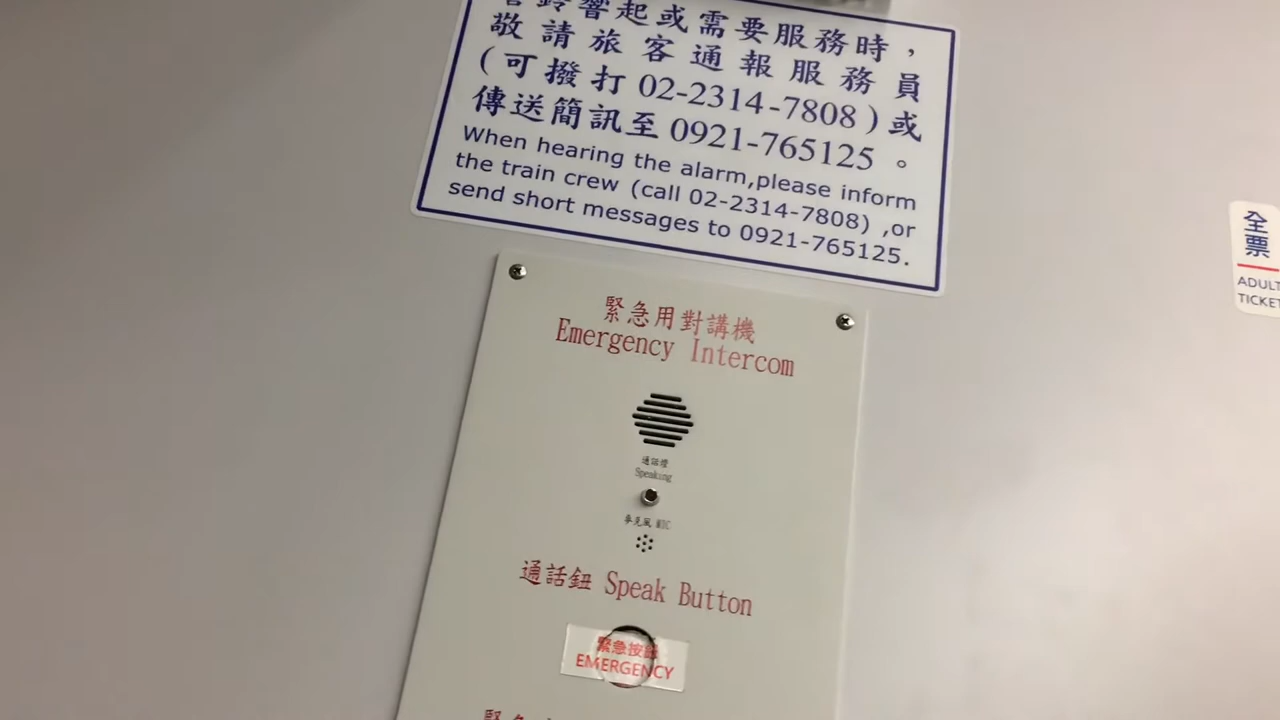 鈴響起或需要服務時，
敬請旅客通報服務員
(可撥打 02-2314-7808)或
傳送簡訊至 0921-765125 。
When hearing the alarm,please inform
the train crew (call 02-2314-7808) ,or
send short messages to 0921-765125.
全票
ADULT
TICKET
緊急用對講機
Emergency Intercom
通話燈
Speaking
麥克風 MIC
通話鈕 Speak Button
緊急按鈕
EMERGENCY
緊急